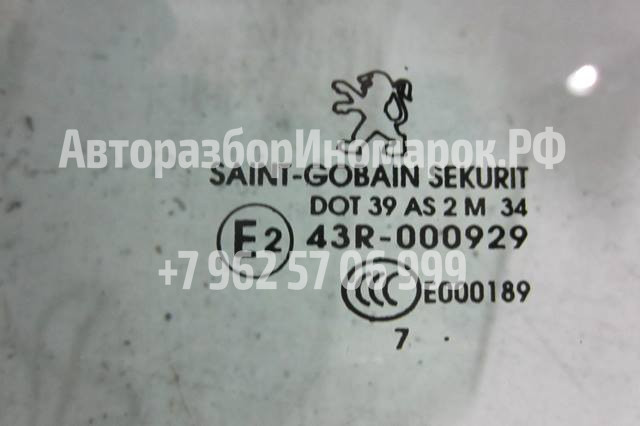 АвторазборИномарок.РФ
SAINT-GOBAIN SEKURIT
DOT 39 AS 2 M 34
E2 43R-000929
+7 962 57 06 999
CCC E000189
7